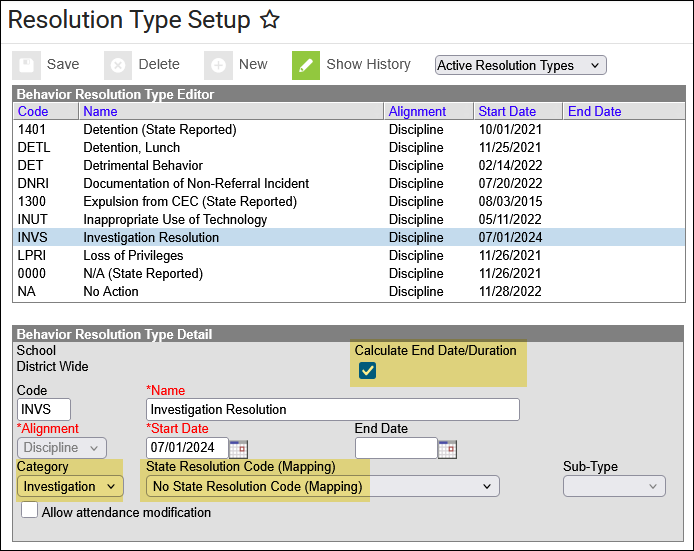 Resolution Type Setup
Save Delete New Show History Active Resolution Types
Behavior Resolution Type Editor
Code Name Alignment Start Date End Date
1401 Detention (State Reported) Discipline 10/01/2021
DETL Detention, Lunch Discipline 11/25/2021
DET Detrimental Behavior Discipline 02/14/2022
DNRI Documentation of Non-Referral Incident Discipline 07/20/2022
1300 Expulsion from CEC (State Reported) Discipline 08/03/2015
INUT Inappropriate Use of Technology Discipline 05/11/2022
INVS Investigation Resolution Discipline 07/01/2024
LPRI Loss of Privileges Discipline 11/26/2021
0000 N/A (State Reported) Discipline 11/26/2021
NA No Action Discipline 11/28/2022
Behavior Resolution Type Detail
School Calculate End Date/Duration
District Wide
Code *Name
INVS Investigation Resolution
*Alignment *Start Date End Date
Discipline 07/01/2024
Category State Resolution Code (Mapping) Sub-Type
Investigation No State Resolution Code (Mapping)
Allow attendance modification